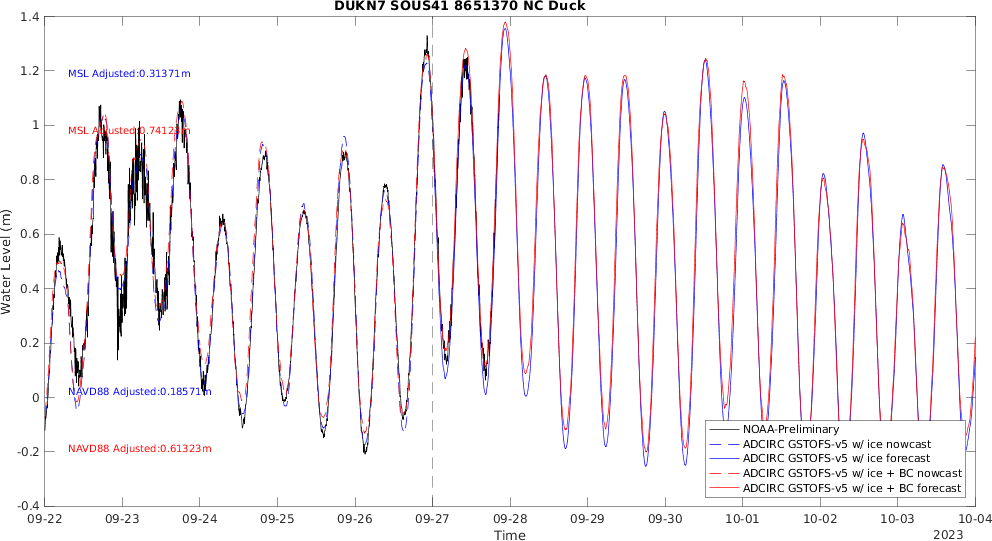 DUKN7 SOUS41 8651370 NC Duck
1.4
1.2
1
0.8
0.6
0.4
0.2
0
-0.2
-0.4
Water Level (m)
MSL Adjusted:0.31371m
MSL Adjusted:0.74123m
NAVD88 Adjusted:0.18571m
NAVD88 Adjusted:0.61323m
NOAA-Preliminary
ADCIRC GSTOFS-v5 w/ ice nowcast
ADCIRC GSTOFS-v5 w/ ice forecast
ADCIRC GSTOFS-v5 w/ ice + BC nowcast
ADCIRC GSTOFS-v5 w/ ice + BC forecast
09-22 09-23 09-24 09-25 09-26 09-27 09-28 09-29 09-30 10-01 10-02 10-03 10-04
Time
2023